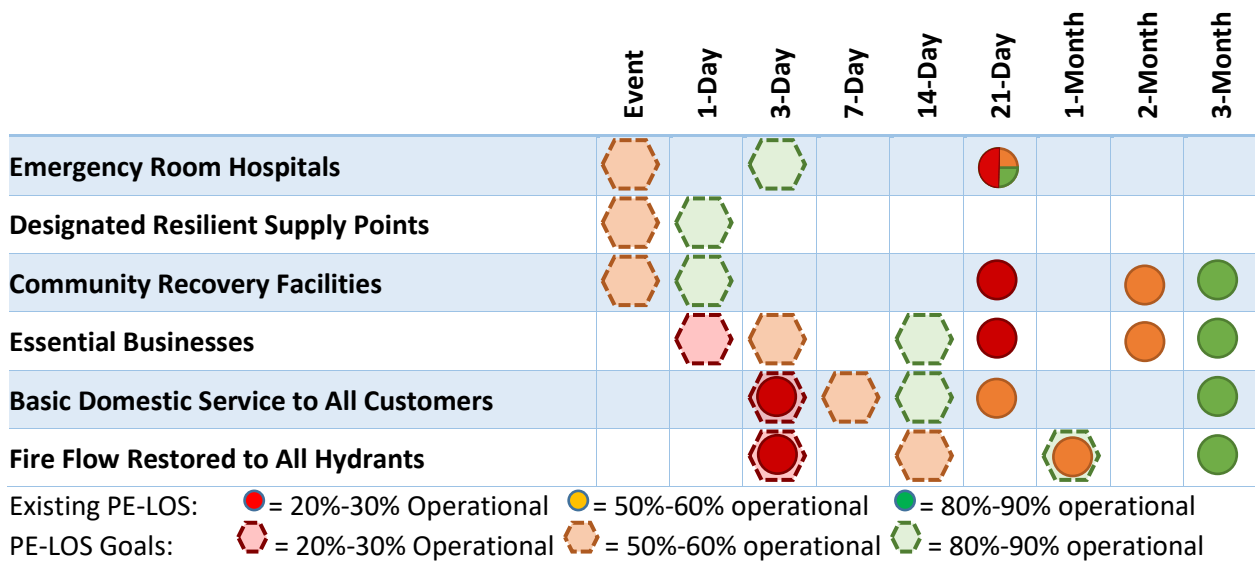 Event
1-Day
3-Day
7-Day
14-Day
21-Day
1-Month
2-Month
3-Month
Emergency Room Hospitals
Designated Resilient Supply Points
Community Recovery Facilities
Essential Businesses
Basic Domestic Service to All Customers
Fire Flow Restored to All Hydrants
Existing PE-LOS: = 20%-30% Operational = 50%-60% operational = 80%-90% operational
PE-LOS Goals: = 20%-30% Operational = 50%-60% operational = 80%-90% operational